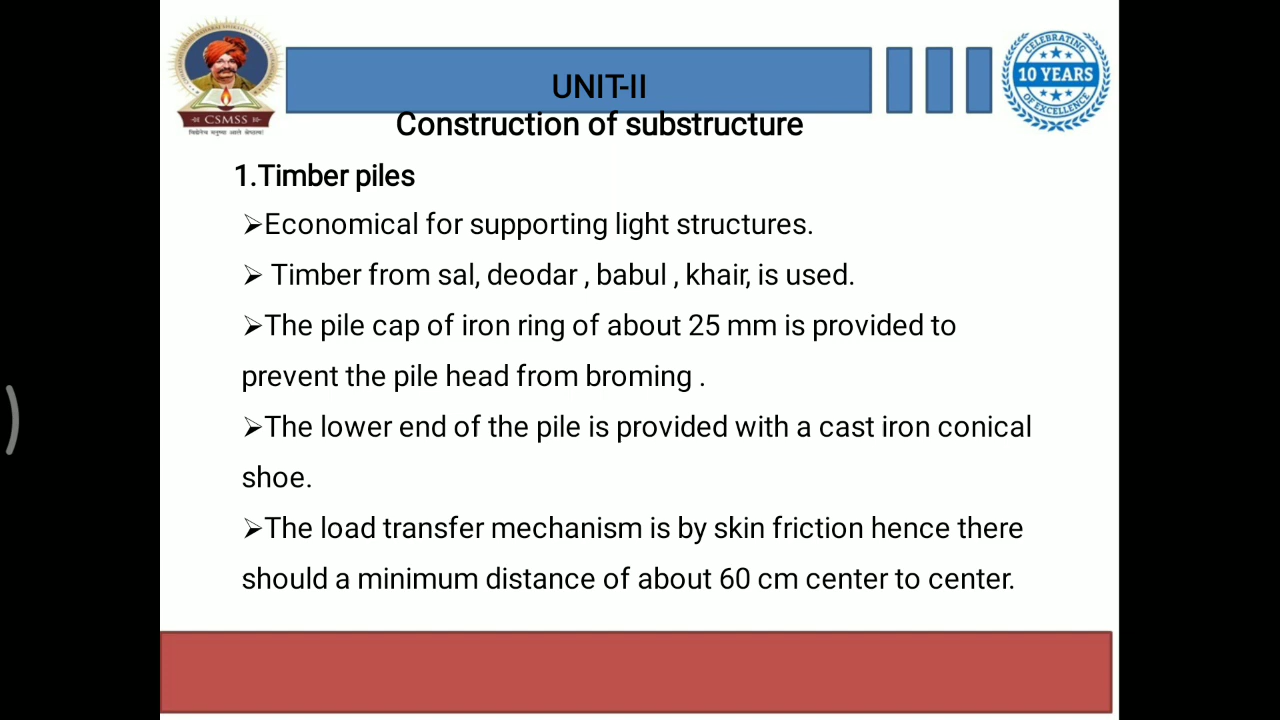 UNIT-II
Construction of substructure
CELEBRATING
10 YEARS
OF EXCELLENCE
CSMSS
1.Timber piles
➢Economical for supporting light structures.
➢ Timber from sal, deodar , babul , khair, is used.
➢The pile cap of iron ring of about 25 mm is provided to
prevent the pile head from broming .
➢The lower end of the pile is provided with a cast iron conical
shoe.
➢The load transfer mechanism is by skin friction hence there
should a minimum distance of about 60 cm center to center.